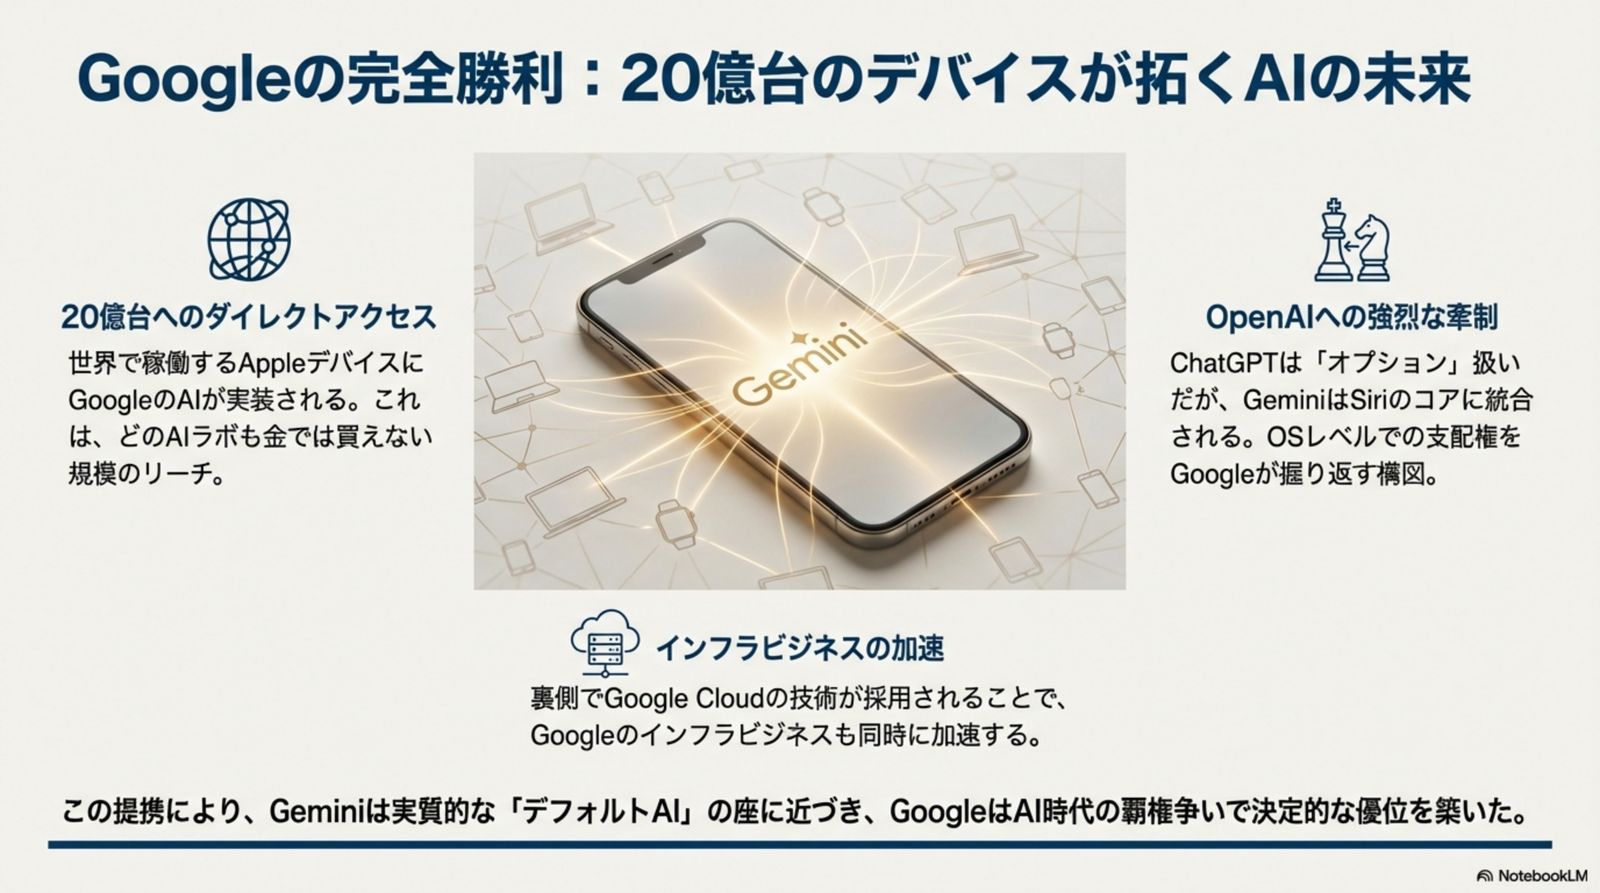 Googleの完全勝利：20億台のデバイスが拓くAIの未来
20億台へのダイレクトアクセス
世界で稼働するAppleデバイスに
GoogleのAIが実装される。これ
は、どのAIラボも金では買えない
規模のリーチ。
Gemini
OpenAIへの強烈な牽制
ChatGPTは「オプション」扱い
だが、GeminiはSiriのコアに統合
される。OSレベルでの支配権を
Googleが握り返す構図。
インフラビジネスの加速
裏側でGoogle Cloudの技術が採用されることで、
Googleのインフラビジネスも同時に加速する。
この提携により、Geminiは実質的な「デフォルトAI」の座に近づき、GoogleはAI時代の覇権争いで決定的な優位を築いた。
NotebookLM